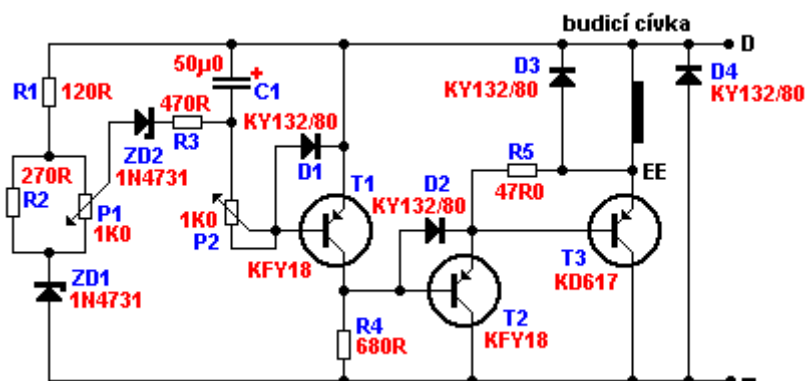 budicí cívka
D
50µ0
+
C1
D3
KY132/80
D4
KY132/80
R1
120R
470R
R3
KY132/80
D1
ZD2
1N4731
T1
R5
47R0
EE
270R
R2
P1
1K0
1K0
P2
D2
KY132/80
KFY18
T3
KD617
ZD1
1N4731
R4
680R
T2
KFY18